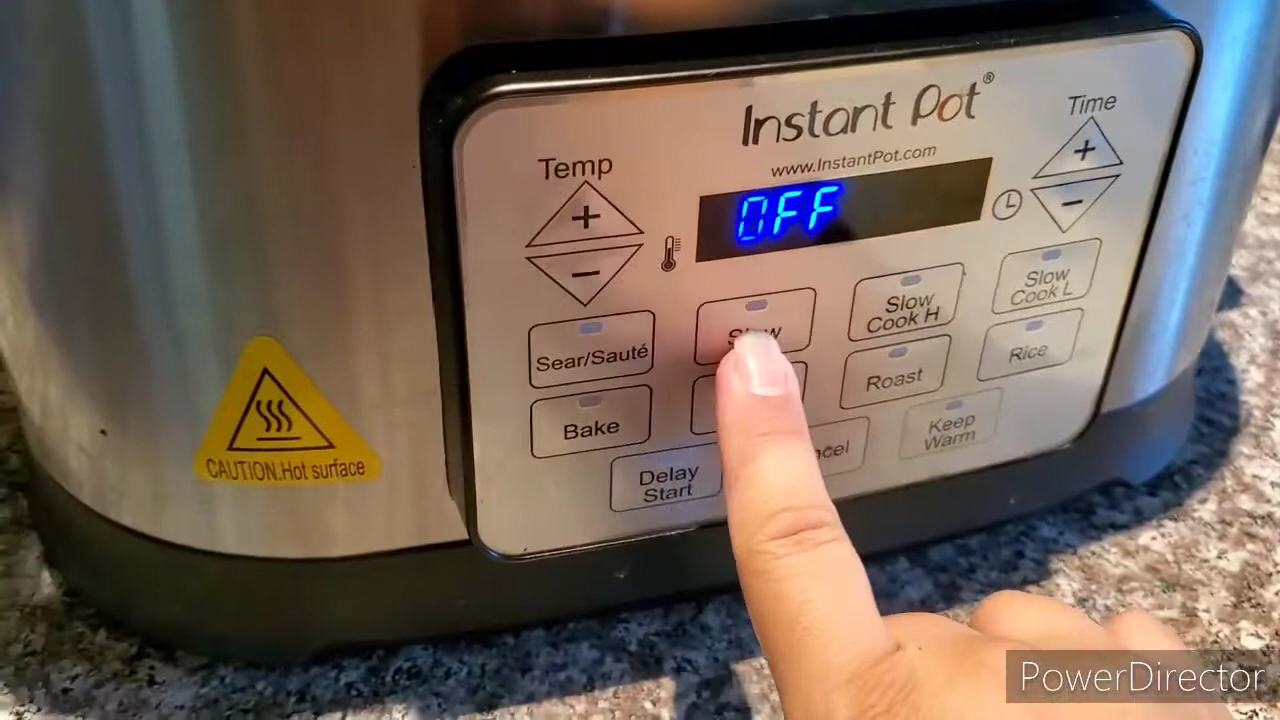 Instant Pot®
www.InstantPot.com
Temp
+
−
OFF
Time
+
−
Sear/Sauté
Slow
Slow
Cook H
Slow
Cook L
Bake
Roast
Rice
Delay
Start
Keep
Warm
CAUTION.Hot surface
PowerDirector